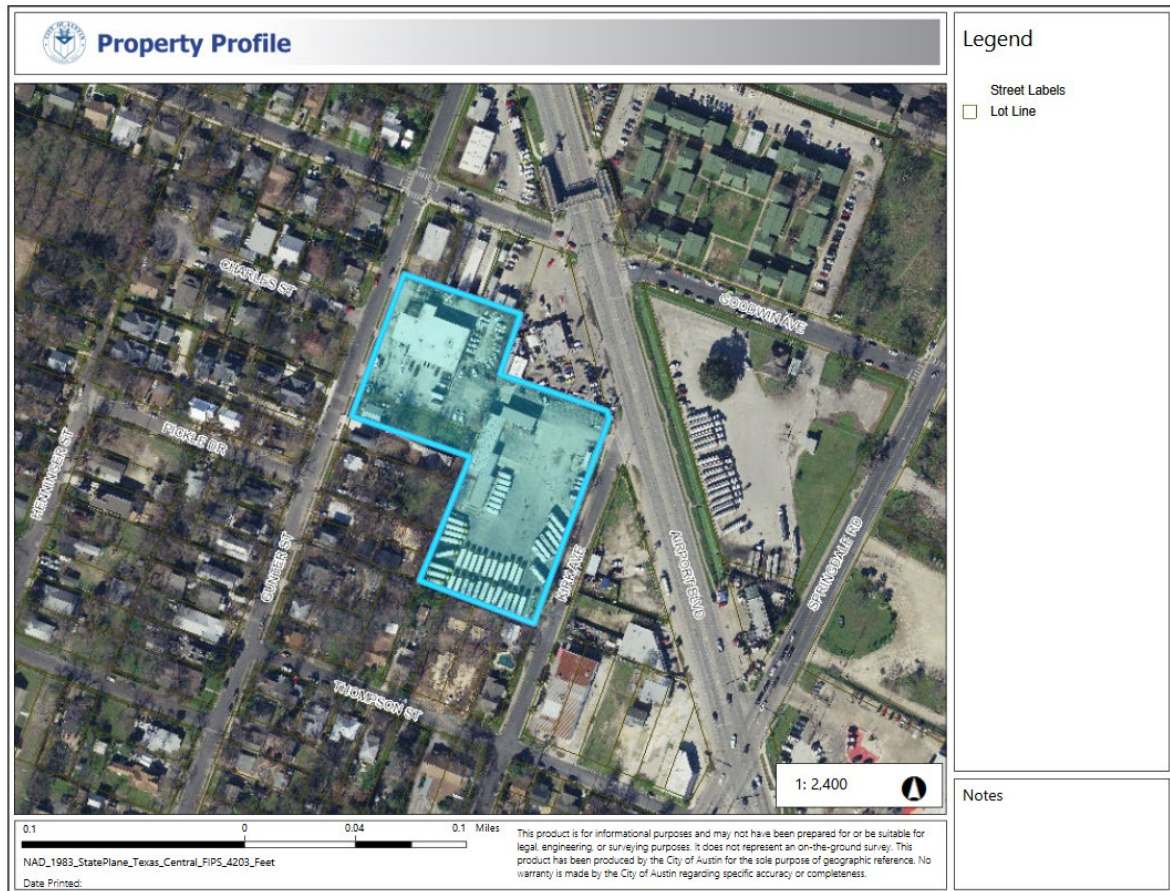 CITY OF AUSTIN
Property Profile
Legend
Street Labels
Lot Line
CHARLES ST
GOODWIN AVE
PICKLE DR
HENNINGER ST
GUNTER ST
KIRK AVE
AIRPORT BLVD
SPRINGDALE RD
THOMPSON ST
1: 2,400
Notes
0.1 0 0.04 0.1 Miles
NAD_1983_StatePlane_Texas_Central_FIPS_4203_Feet
Date Printed:
This product is for informational purposes and may not have been prepared for or be suitable for
legal, engineering, or surveying purposes. It does not represent an on-the-ground survey. This
product has been produced by the City of Austin for the sole purpose of geographic reference. No
warranty is made by the City of Austin regarding specific accuracy or completeness.